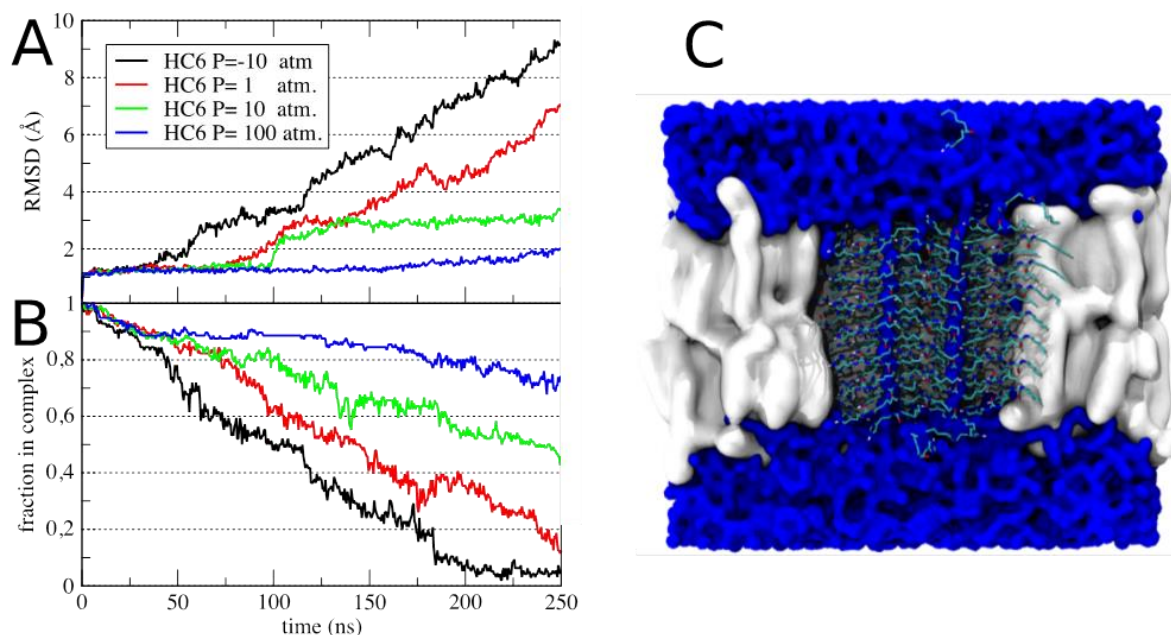 A
C
10
8
6
4
2
RMSD (Å)
HC6 P=-10 atm
HC6 P= 1 atm.
HC6 P= 10 atm.
HC6 P= 100 atm.
B
1
0,8
0,6
0,4
0,2
0
fraction in complex
0 50 100 150 200 250
time (ns)